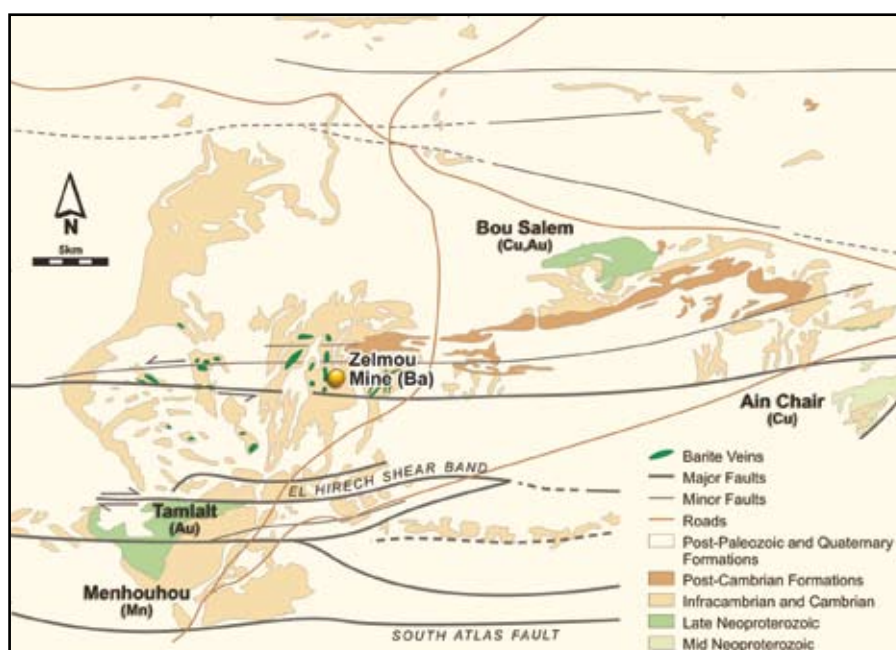 N
5km
Bou Salem
(Cu,Au)
Zelmou
Mine (Ba)
Ain Chair
(Cu)
EL HIRECH SHEAR BAND
Tamlalt
(Au)
Menhouhou
(Mn)
SOUTH ATLAS FAULT
Barite Veins
Major Faults
Minor Faults
Roads
Post-Paleozoic and Quaternary
Formations
Post-Cambrian Formations
Infracambrian and Cambrian
Late Neoproterozoic
Mid Neoproterozoic